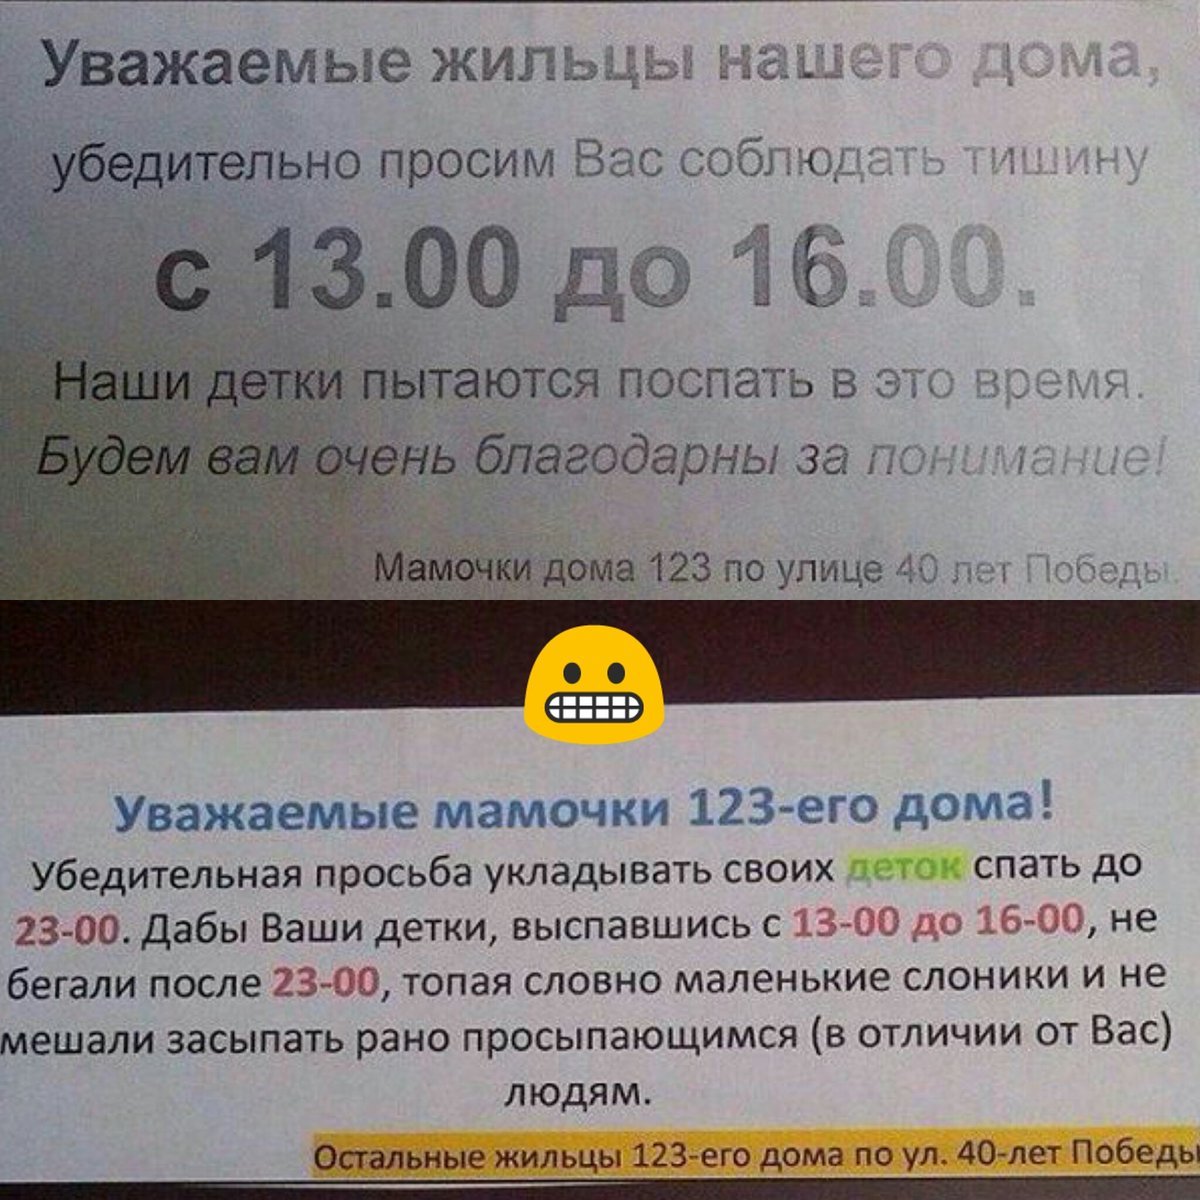 Уважаемые жильцы нашего дома,
убедительно просим Вас соблюдать тишину
с 13.00 до 16.00.
Наши детки пытаются поспать в это время.
Будем вам очень благодарны за понимание!
Мамочки дома 123 по улице 40 лет Победы.
Уважаемые мамочки 123-его дома!
Убедительная просьба укладывать своих деток спать до
23-00. Дабы Ваши детки, выспавшись с 13-00 до 16-00, не
бегали после 23-00, топая словно маленькие слоники и не
мешали засыпать рано просыпающимся (в отличии от Вас)
людям.
Остальные жильцы 123-его дома по ул. 40-лет Победы